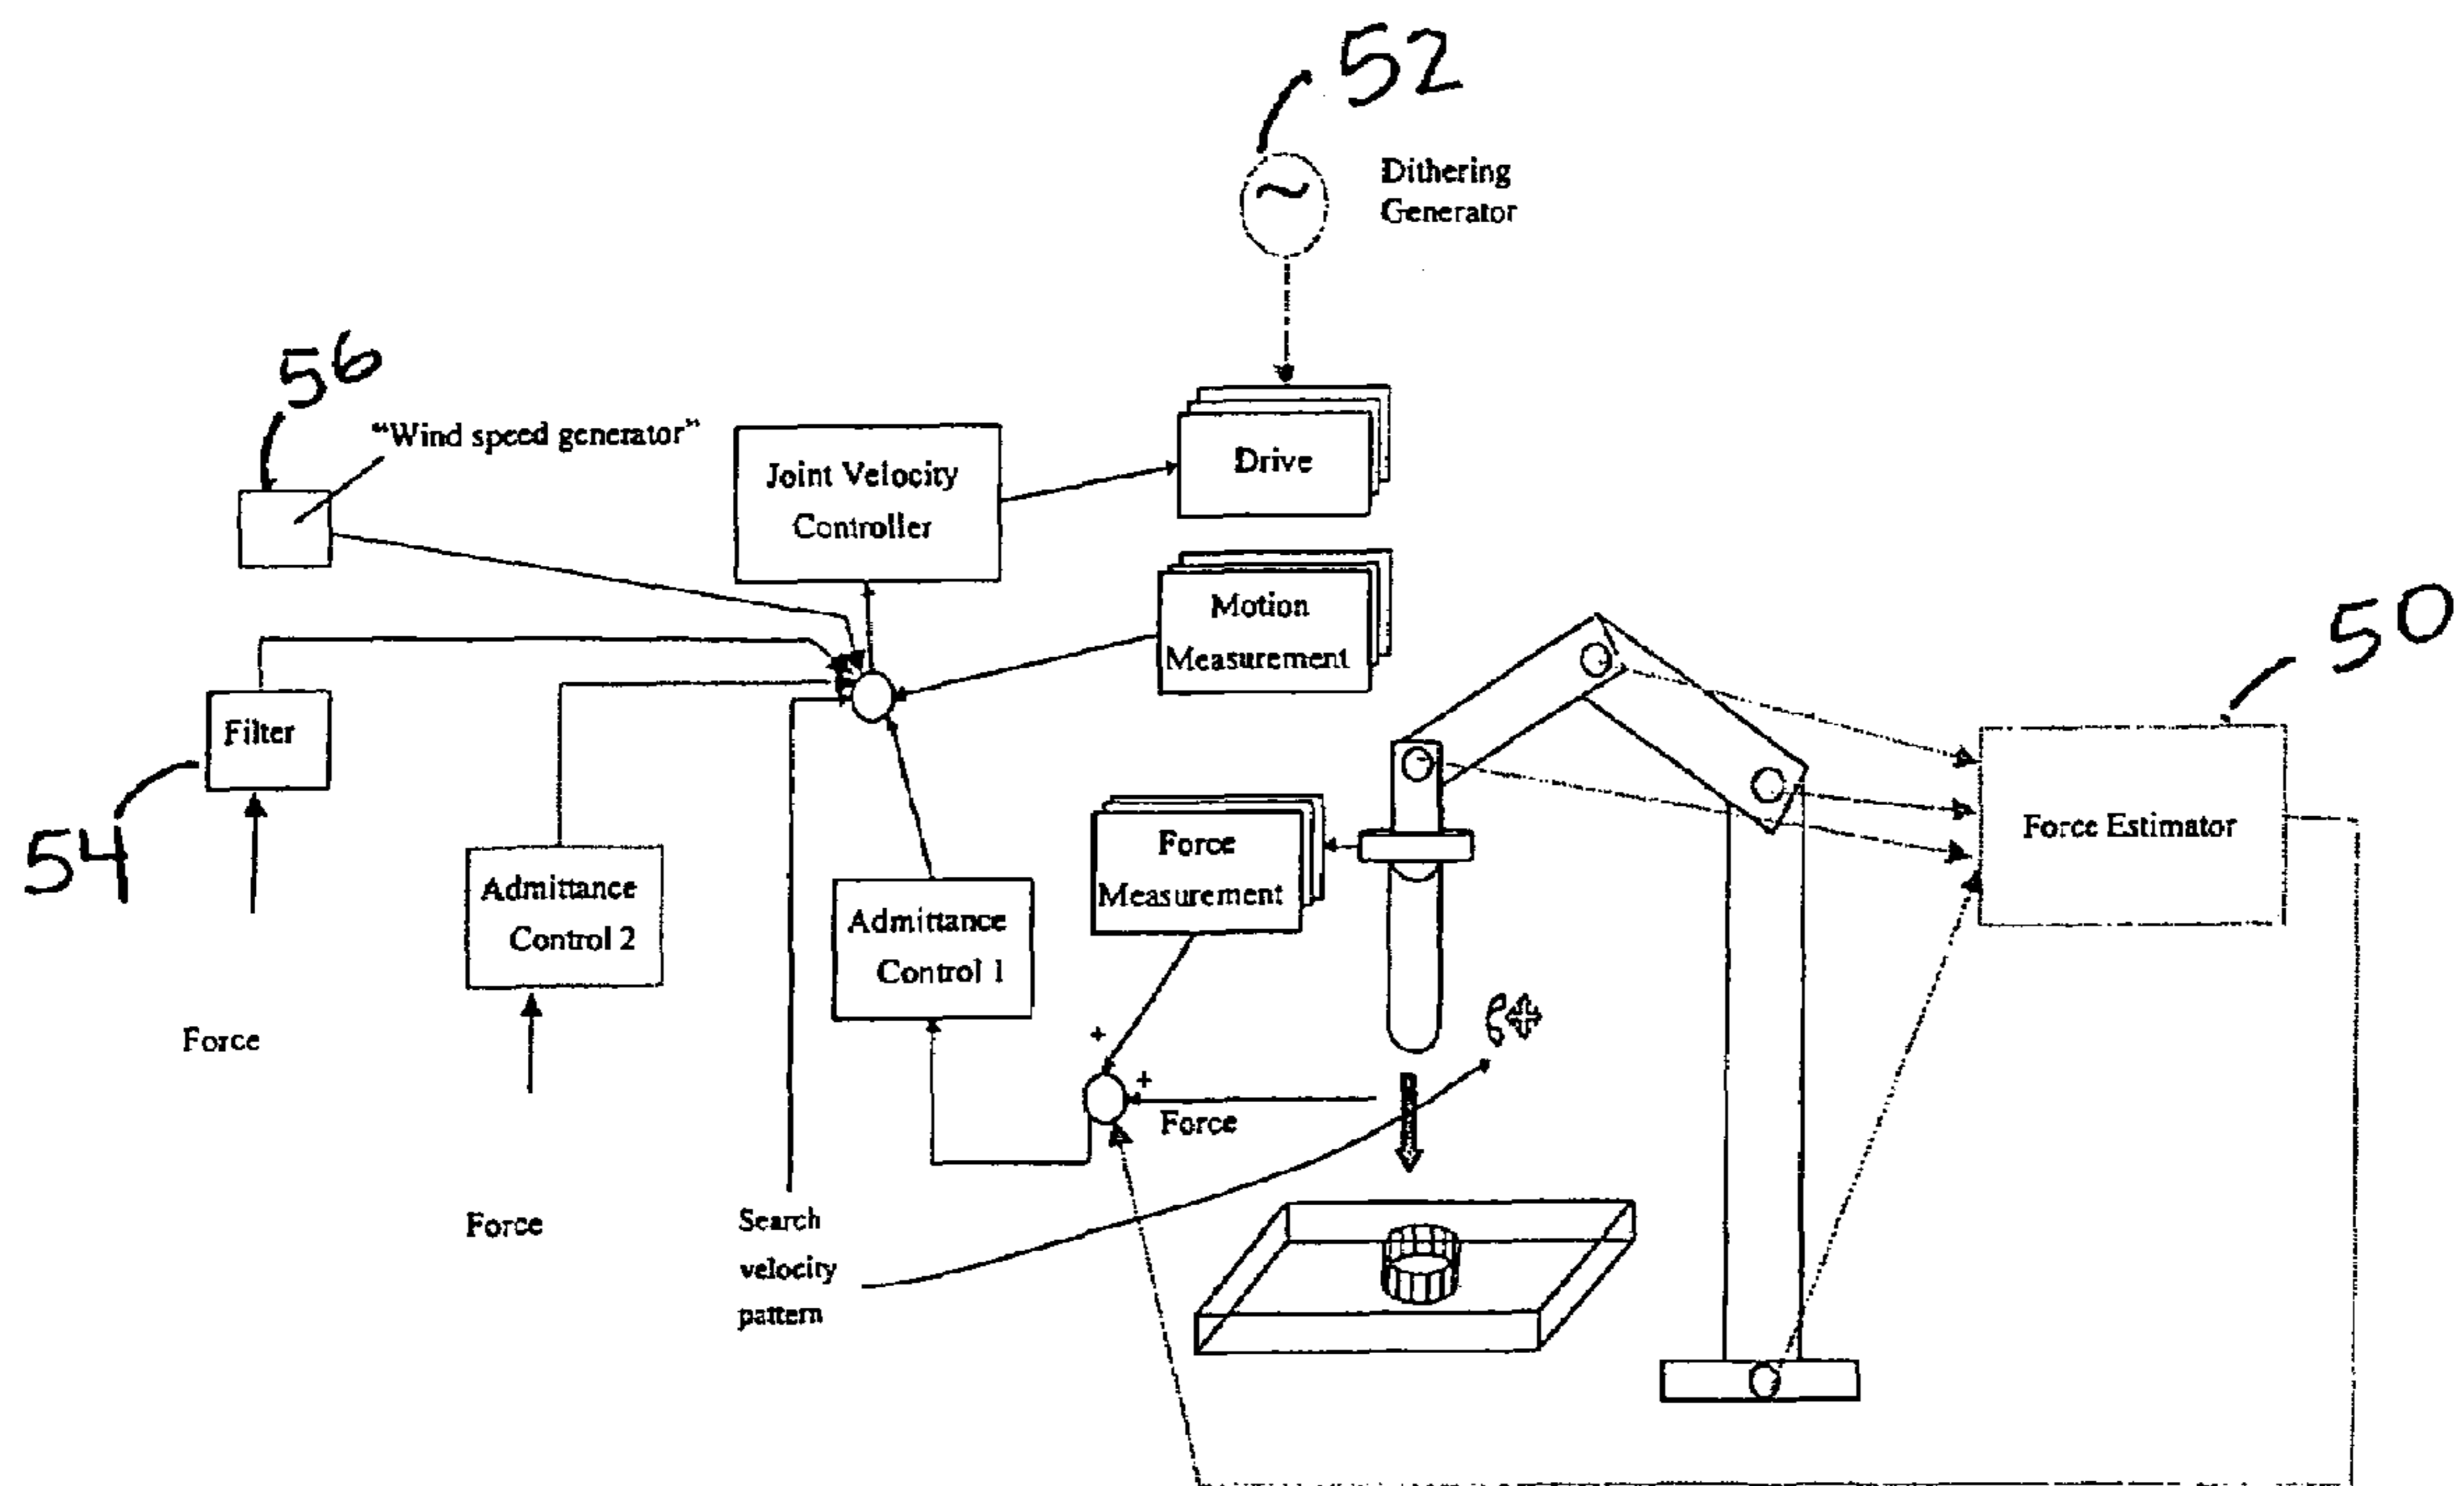 52
Dithering
Generator
56
"Wind speed generator"
Joint Velocity
Controller
Drive
Motion
Measurement
50
Filter
54
Force Estimator
Force
Measurement
Admittance
Control 2
Admittance
Control 1
Force
+
+
Force
Force
Search
velocity
pattern